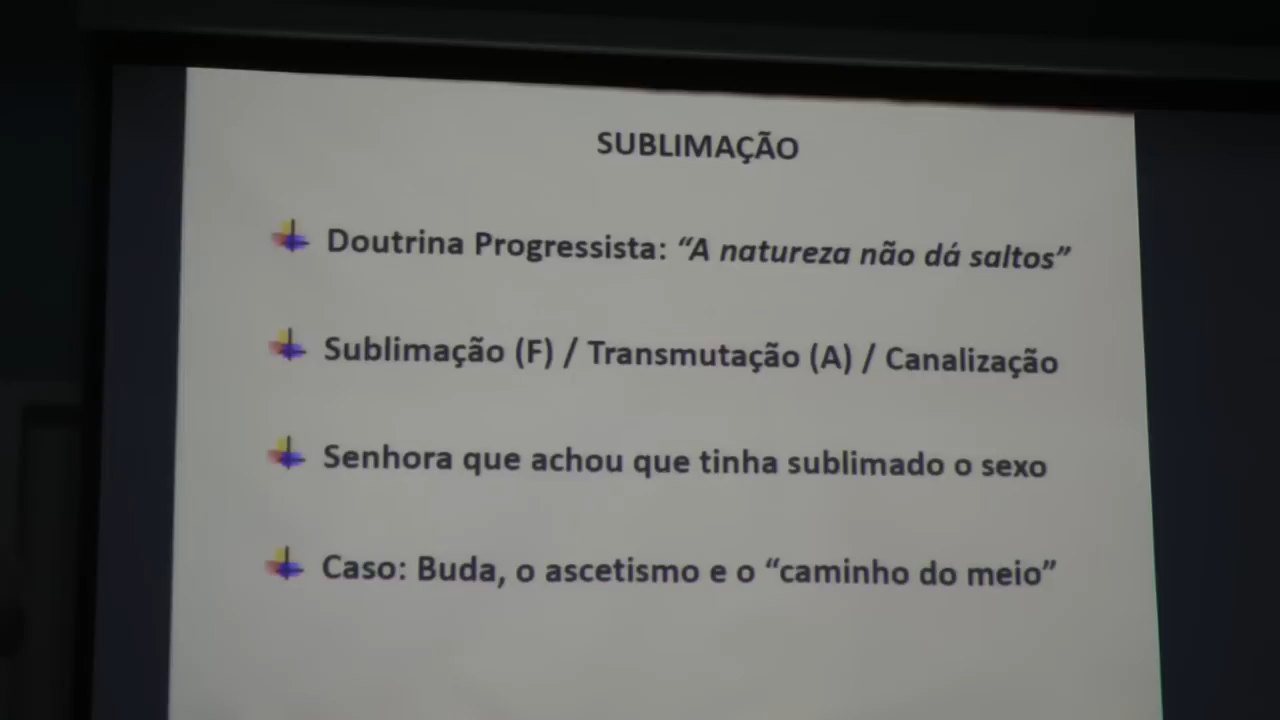 SUBLIMAÇÃO
Doutrina Progressista: “A natureza não dá saltos”
Sublimação (F) / Transmutação (A) / Canalização
Senhora que achou que tinha sublimado o sexo
Caso: Buda, o ascetismo e o “caminho do meio”